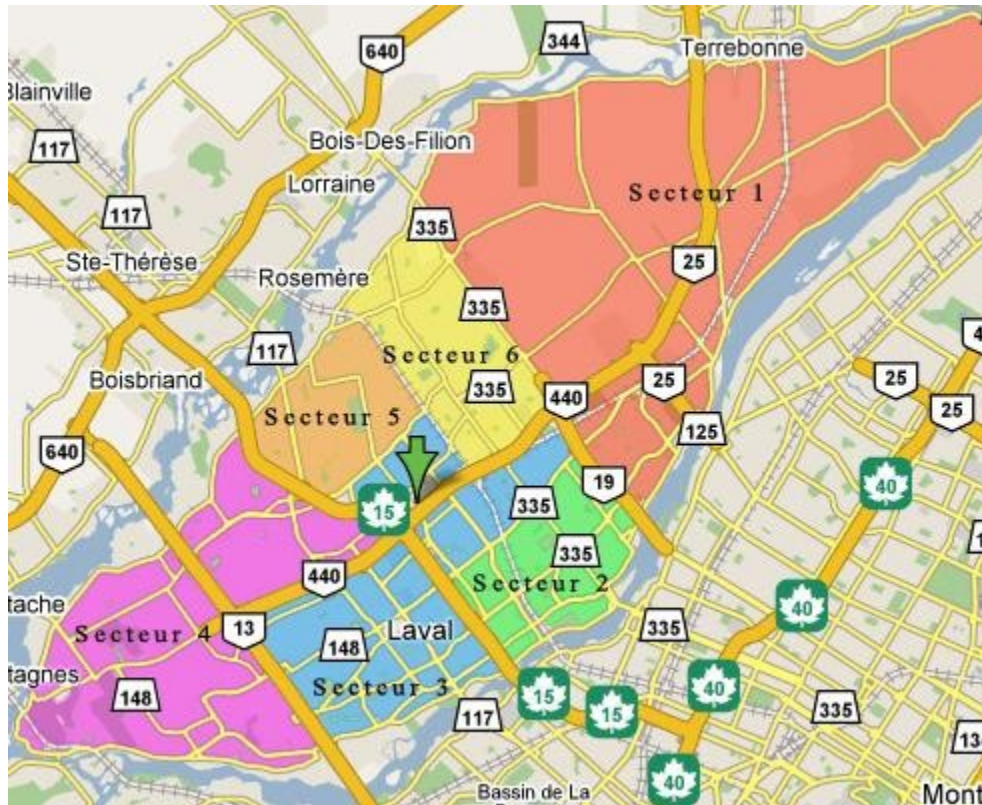 344
640
Terrebonne
Blainville
117
Bois-Des-Filion
Lorraine
Secteur 1
117
335
Ste-Thérèse
25
Rosemère
335
117
Secteur 6
Boisbriand
335
25
25
440
Secteur 5
25
125
640
40
19
15
335
335
440
Secteur 2
40
tache
Secteur 4
13
Laval
335
148
tagnes
148
Secteur 3
15
40
117
15
335
40
Bassin de La
Mont